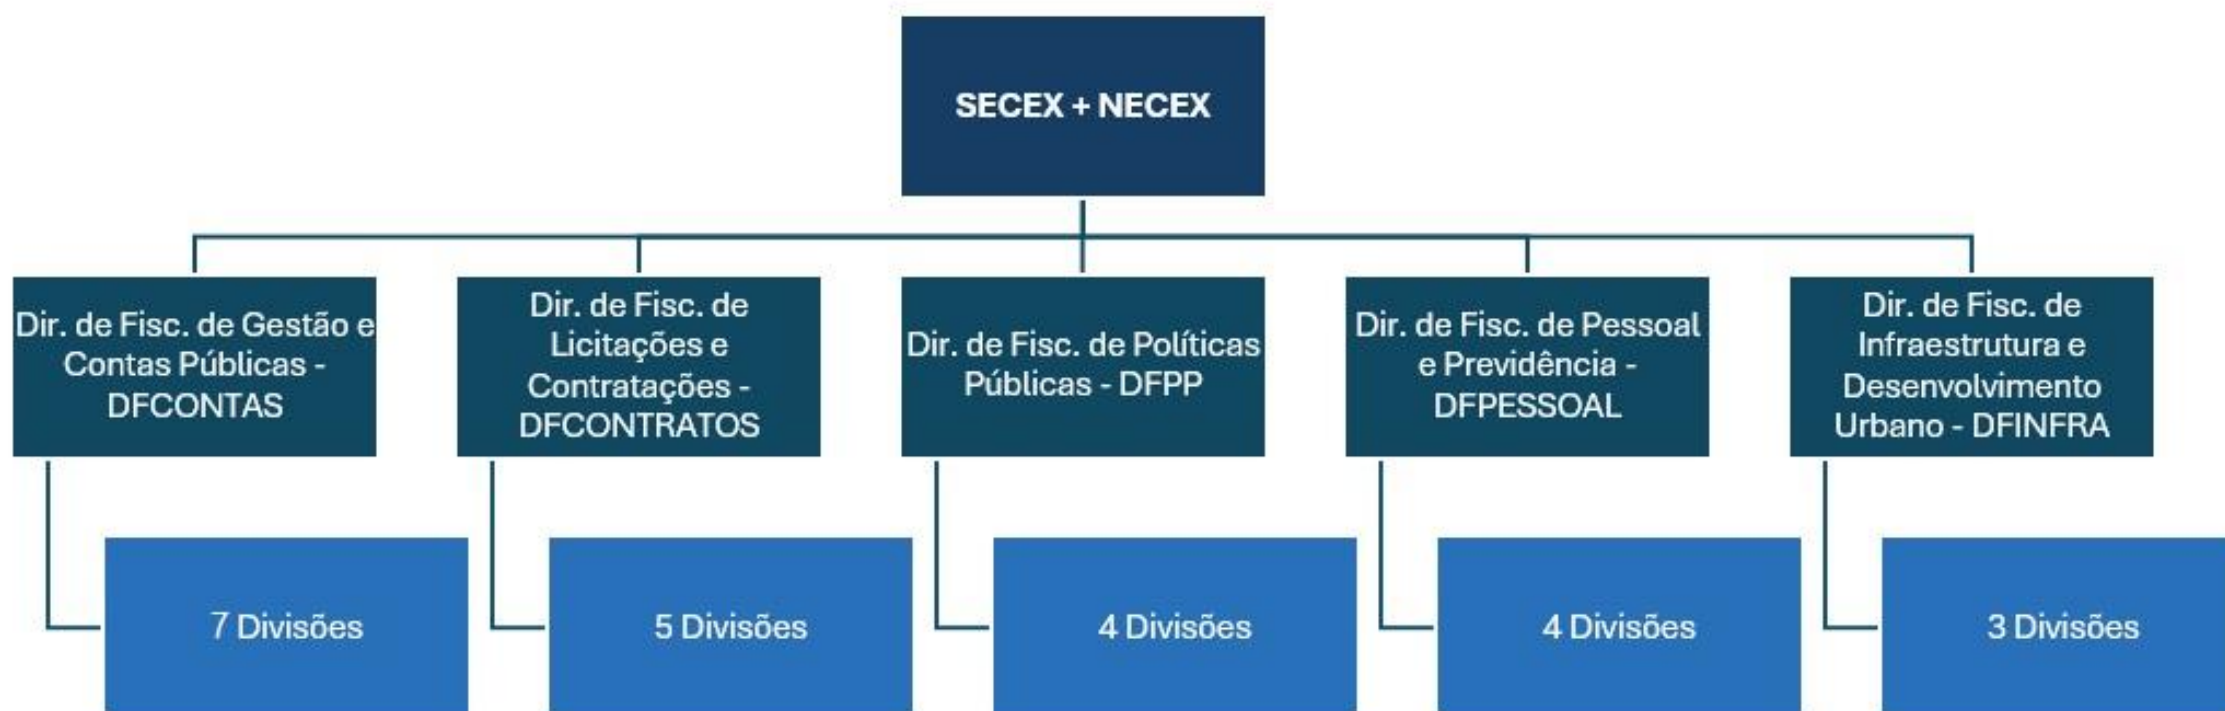 SECEX + NECEX
Dir. de Fisc. de Gestão e
Contas Públicas -
DFCONTAS
Dir. de Fisc. de
Licitações e
Contratações -
DFCONTRATOS
Dir. de Fisc. de Políticas
Públicas - DFPP
Dir. de Fisc. de Pessoal
e Previdência -
DFPESSOAL
Dir. de Fisc. de
Infraestrutura e
Desenvolvimento
Urbano - DFINFRA
7 Divisões
5 Divisões
4 Divisões
4 Divisões
3 Divisões